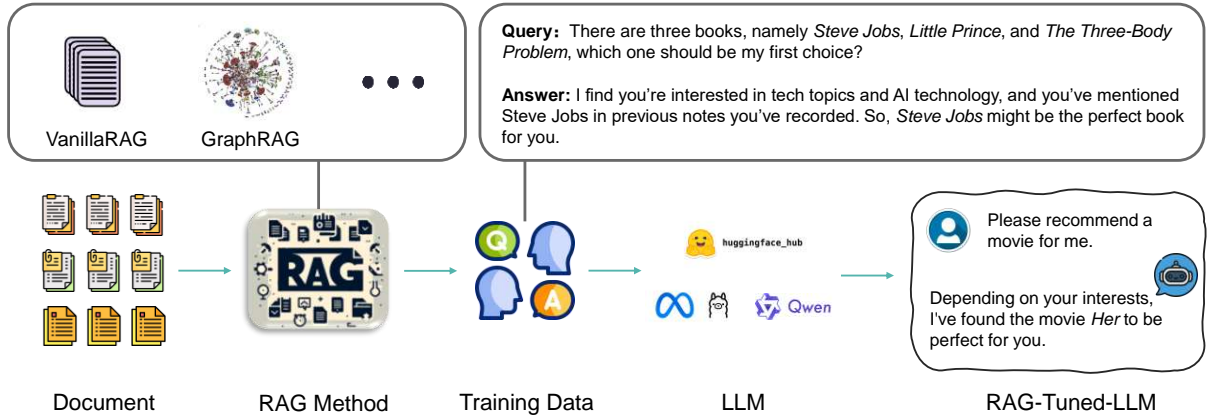 VanillaRAG
GraphRAG
Query: There are three books, namely Steve Jobs, Little Prince, and The Three-Body
Problem, which one should be my first choice?
Answer: I find you're interested in tech topics and AI technology, and you've mentioned
Steve Jobs in previous notes you've recorded. So, Steve Jobs might be the perfect book
for you.
RAG
Q
A
huggingface_hub
Qwen
Please recommend a
movie for me.
Depending on your interests,
I've found the movie Her to be
perfect for you.
Document
RAG Method
Training Data
LLM
RAG-Tuned-LLM